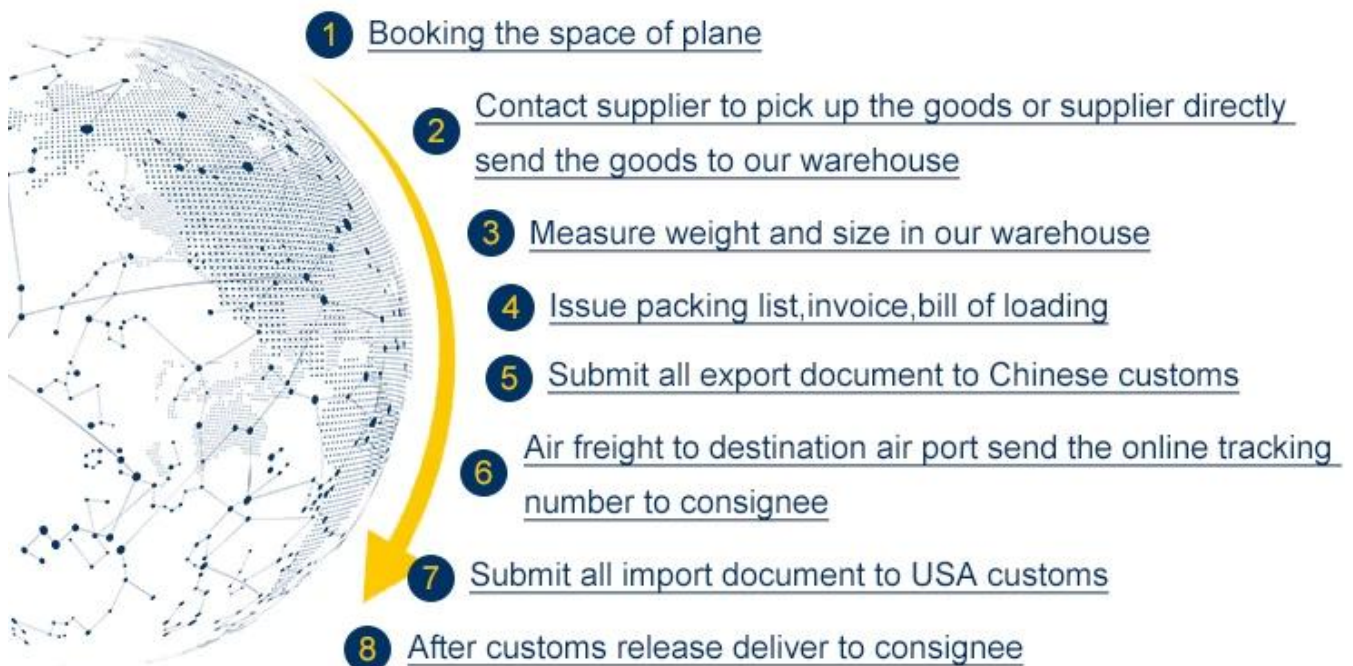 1 Booking the space of plane
2 Contact supplier to pick up the goods or supplier directly
send the goods to our warehouse
3 Measure weight and size in our warehouse
4 Issue packing list,invoice,bill of loading
5 Submit all export document to Chinese customs
6 Air freight to destination air port send the online tracking
number to consignee
7 Submit all import document to USA customs
8 After customs release deliver to consignee